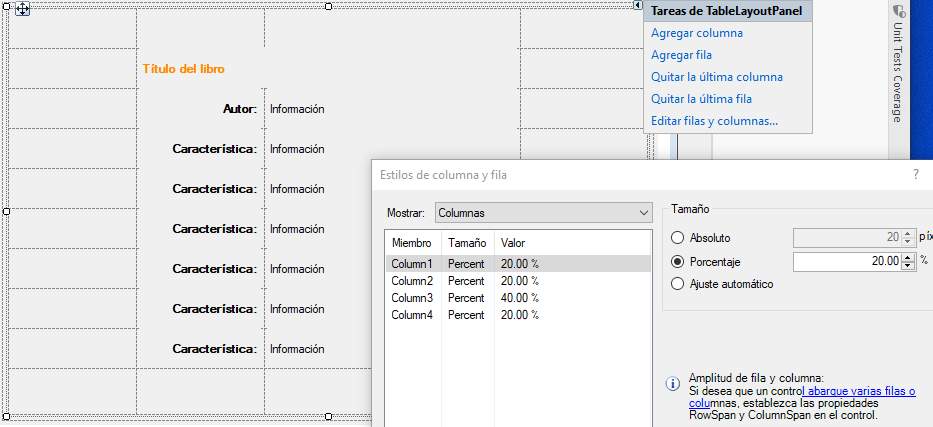 Tareas de TableLayoutPanel
Agregar columna
Agregar fila
Quitar la última columna
Quitar la última fila
Editar filas y columnas...
Unit Tests Coverage
Título del libro
Autor: Información
Característica: Información
Característica: Información
Característica: Información
Característica: Información
Característica: Información
Característica: Información
Estilos de columna y fila ?
Mostrar: Columnas
Miembro Tamaño Valor
Column1 Percent 20.00 %
Column2 Percent 20.00 %
Column3 Percent 40.00 %
Column4 Percent 20.00 %
Tamaño
Absoluto 20 píx
Porcentaje 20.00 %
Ajuste automático
Amplitud de fila y columna:
Si desea que un control abarque varias filas o
columnas, establezca las propiedades
RowSpan y ColumnSpan en el control.